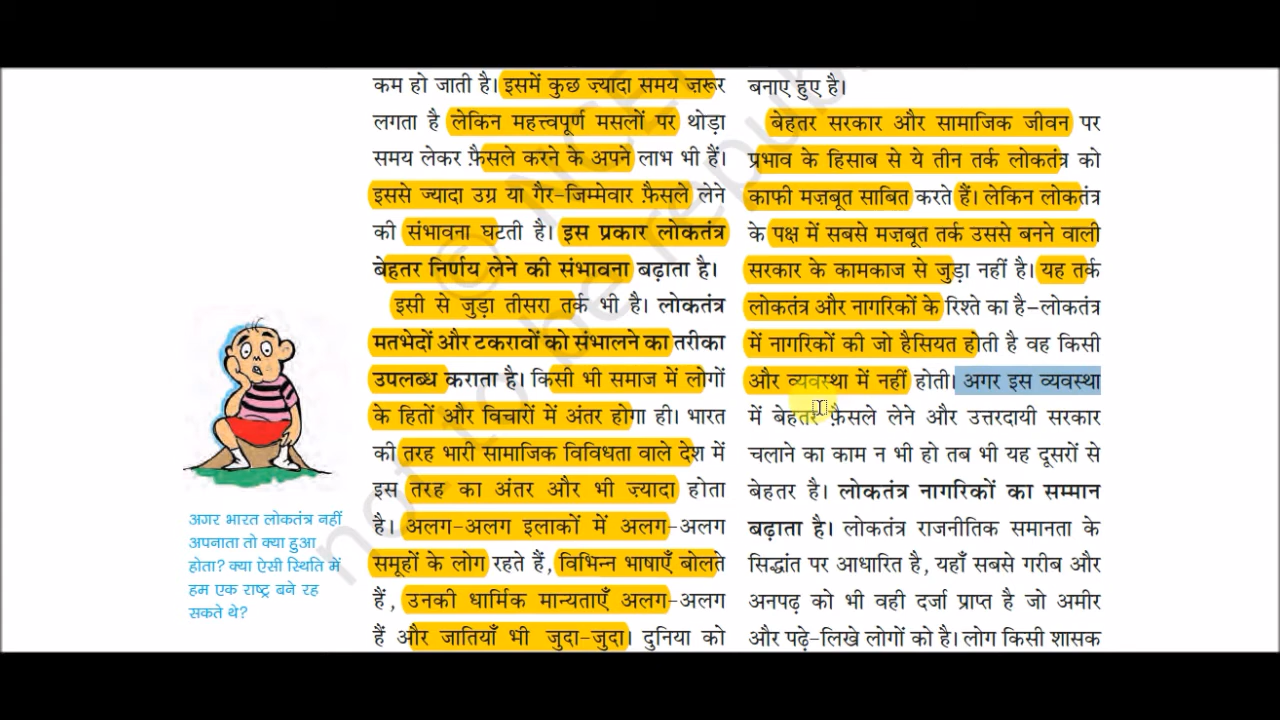 कम हो जाती है। इसमें कुछ ज्यादा समय ज़रूर
लगता है लेकिन महत्त्वपूर्ण मसलों पर थोड़ा
समय लेकर फ़ैसले करने के अपने लाभ भी हैं।
इससे ज्यादा उग्र या गैर-जिम्मेवार फ़ैसले लेने
की संभावना घटती है। इस प्रकार लोकतंत्र
बेहतर निर्णय लेने की संभावना बढ़ाता है।
इसी से जुड़ा तीसरा तर्क भी है। लोकतंत्र
मतभेदों और टकरावों को संभालने का तरीका
उपलब्ध कराता है। किसी भी समाज में लोगों
के हितों और विचारों में अंतर होगा ही। भारत
की तरह भारी सामाजिक विविधता वाले देश में
इस तरह का अंतर और भी ज़्यादा होता
है। अलग-अलग इलाकों में अलग-अलग
समूहों के लोग रहते हैं, विभिन्न भाषाएँ बोलते
हैं, उनकी धार्मिक मान्यताएँ अलग-अलग
हैं और जातियाँ भी जुदा-जुदा। दुनिया को
अगर भारत लोकतंत्र नहीं
अपनाता तो क्या हुआ
होता? क्या ऐसी स्थिति में
हम एक राष्ट्र बने रह
सकते थे?
बनाए हुए है।
बेहतर सरकार और सामाजिक जीवन पर
प्रभाव के हिसाब से ये तीन तर्क लोकतंत्र को
काफी मज़बूत साबित करते हैं। लेकिन लोकतंत्र
के पक्ष में सबसे मज़बूत तर्क उससे बनने वाली
सरकार के कामकाज से जुड़ा नहीं है। यह तर्क
लोकतंत्र और नागरिकों के रिश्ते का है–लोकतंत्र
में नागरिकों की जो हैसियत होती है वह किसी
और व्यवस्था में नहीं होती। अगर इस व्यवस्था
में बेहतर फ़ैसले लेने और उत्तरदायी सरकार
चलाने का काम न भी हो तब भी यह दूसरों से
बेहतर है। लोकतंत्र नागरिकों का सम्मान
बढ़ाता है। लोकतंत्र राजनीतिक समानता के
सिद्धांत पर आधारित है, यहाँ सबसे गरीब और
अनपढ़ को भी वही दर्जा प्राप्त है जो अमीर
और पढ़े-लिखे लोगों को है। लोग किसी शासक